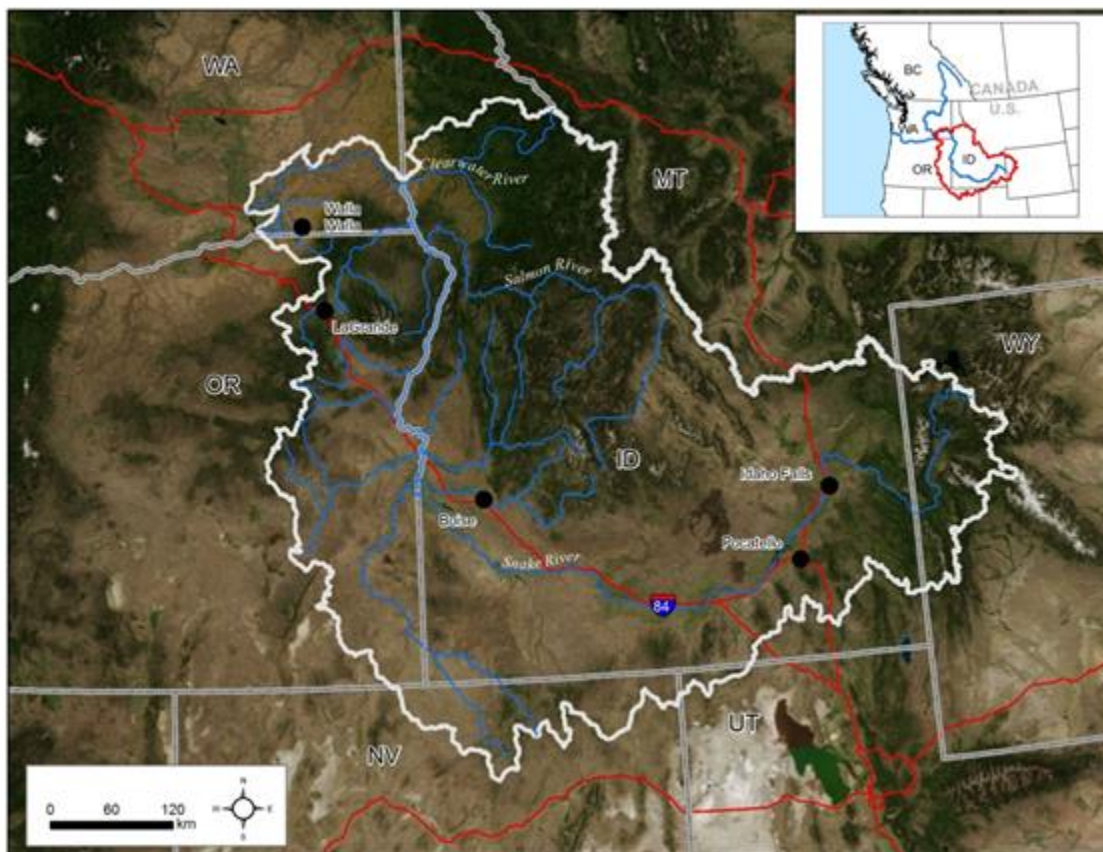 WA
BC
CANADA
U.S.
WA
OR
ID
MT
Clearwater River
Walla
Walla
Salmon River
LaGrande
WY
OR
ID
Idaho Falls
Boise
Pocatello
Snake River
84
UT
NV
N
W
E
S
0 60 120
km